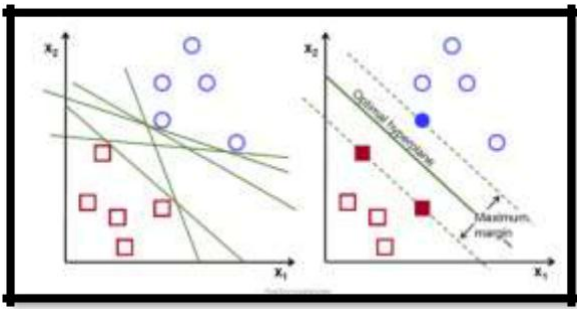 X₂
X₁
X₂
Optimal hyperplane
Maximum
margin
X₁